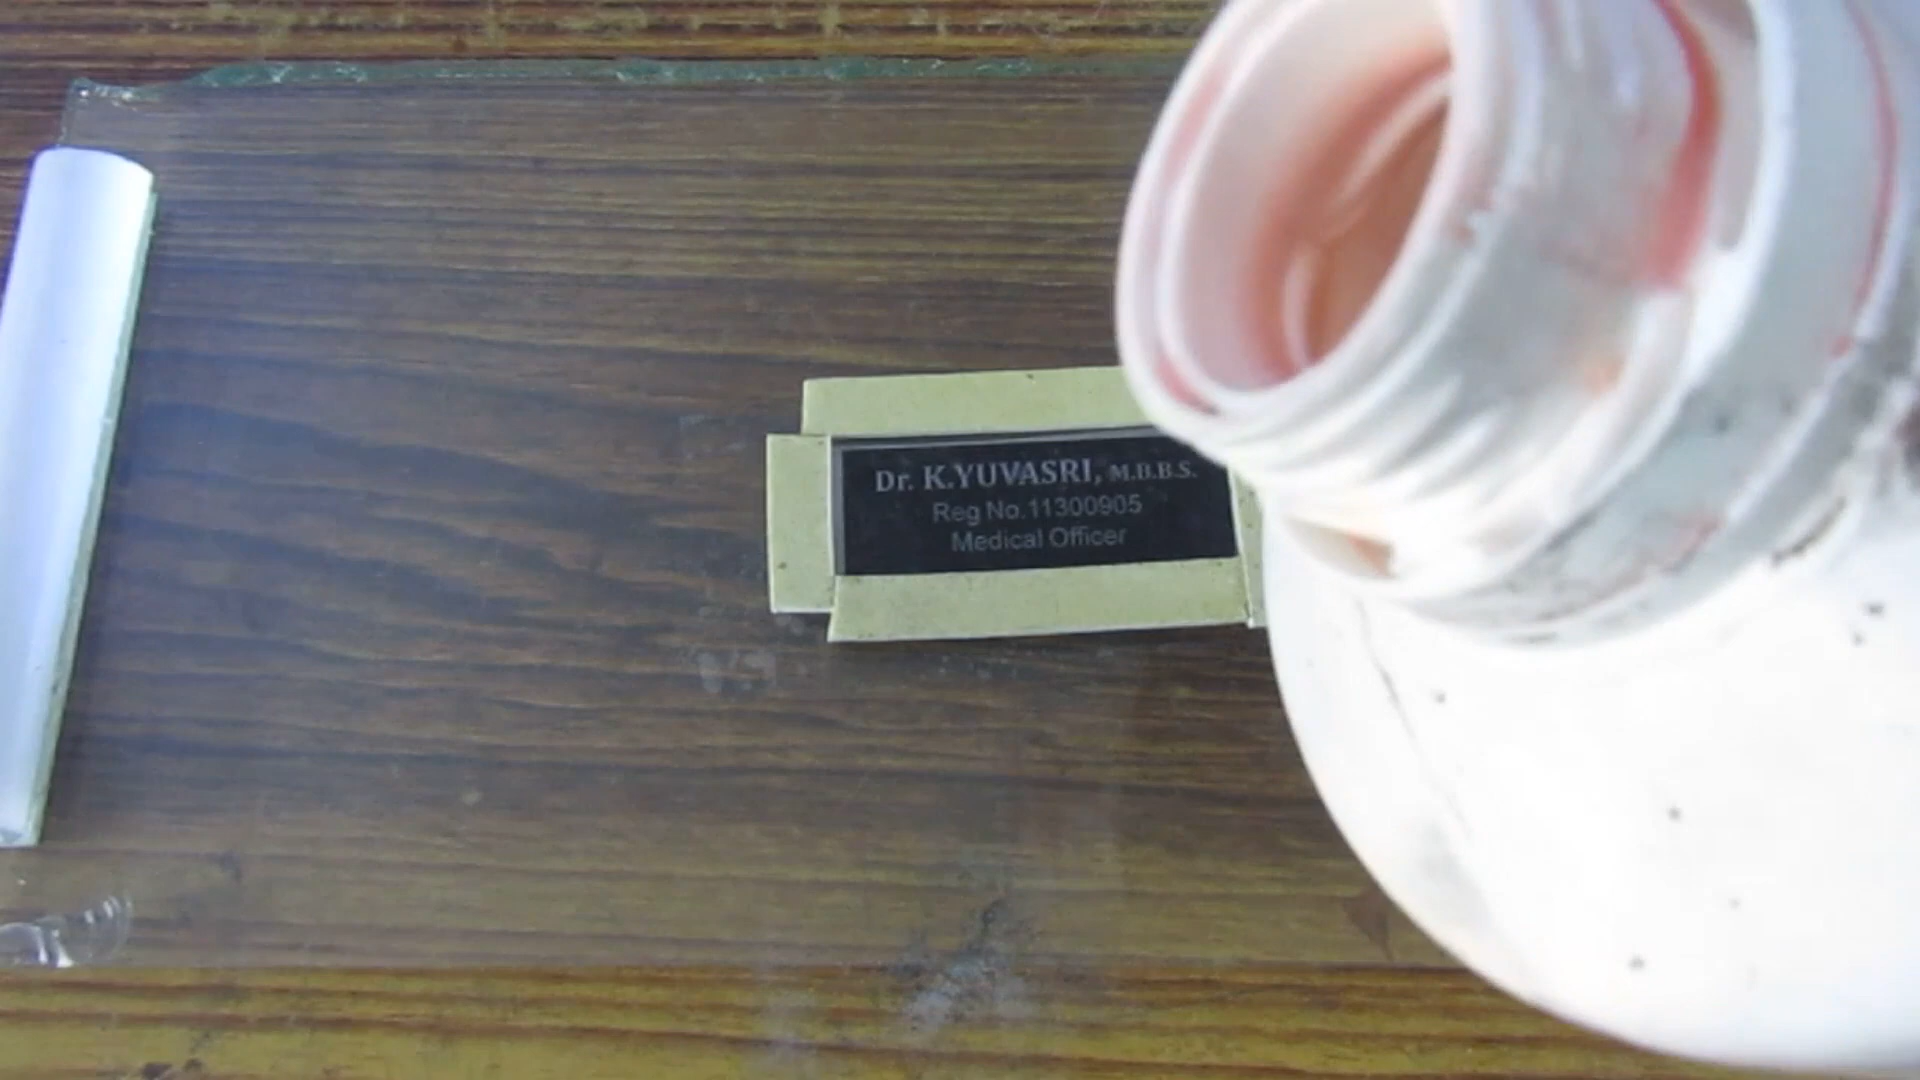 Dr. K.YUVASRI, M.B.B.S.
Reg No.11300905
Medical Officer